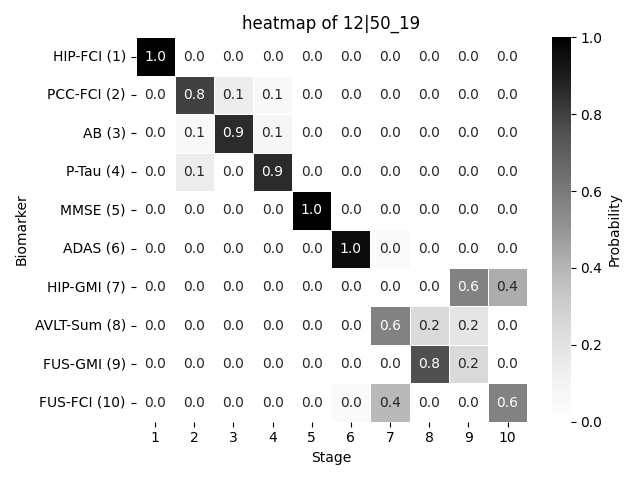 heatmap of 12|50_19
HIP-FCI (1) 1.0 0.0 0.0 0.0 0.0 0.0 0.0 0.0 0.0 0.0
PCC-FCI (2) 0.0 0.8 0.1 0.1 0.0 0.0 0.0 0.0 0.0 0.0
AB (3) 0.0 0.1 0.9 0.1 0.0 0.0 0.0 0.0 0.0 0.0
P-Tau (4) 0.0 0.1 0.0 0.9 0.0 0.0 0.0 0.0 0.0 0.0
MMSE (5) 0.0 0.0 0.0 0.0 1.0 0.0 0.0 0.0 0.0 0.0
ADAS (6) 0.0 0.0 0.0 0.0 0.0 1.0 0.0 0.0 0.0 0.0
HIP-GMI (7) 0.0 0.0 0.0 0.0 0.0 0.0 0.0 0.0 0.6 0.4
AVLT-Sum (8) 0.0 0.0 0.0 0.0 0.0 0.0 0.6 0.2 0.2 0.0
FUS-GMI (9) 0.0 0.0 0.0 0.0 0.0 0.0 0.0 0.8 0.2 0.0
FUS-FCI (10) 0.0 0.0 0.0 0.0 0.0 0.0 0.4 0.0 0.0 0.6
1 2 3 4 5 6 7 8 9 10
Stage
Biomarker
1.0
0.8
0.6
0.4
0.2
0.0
Probability